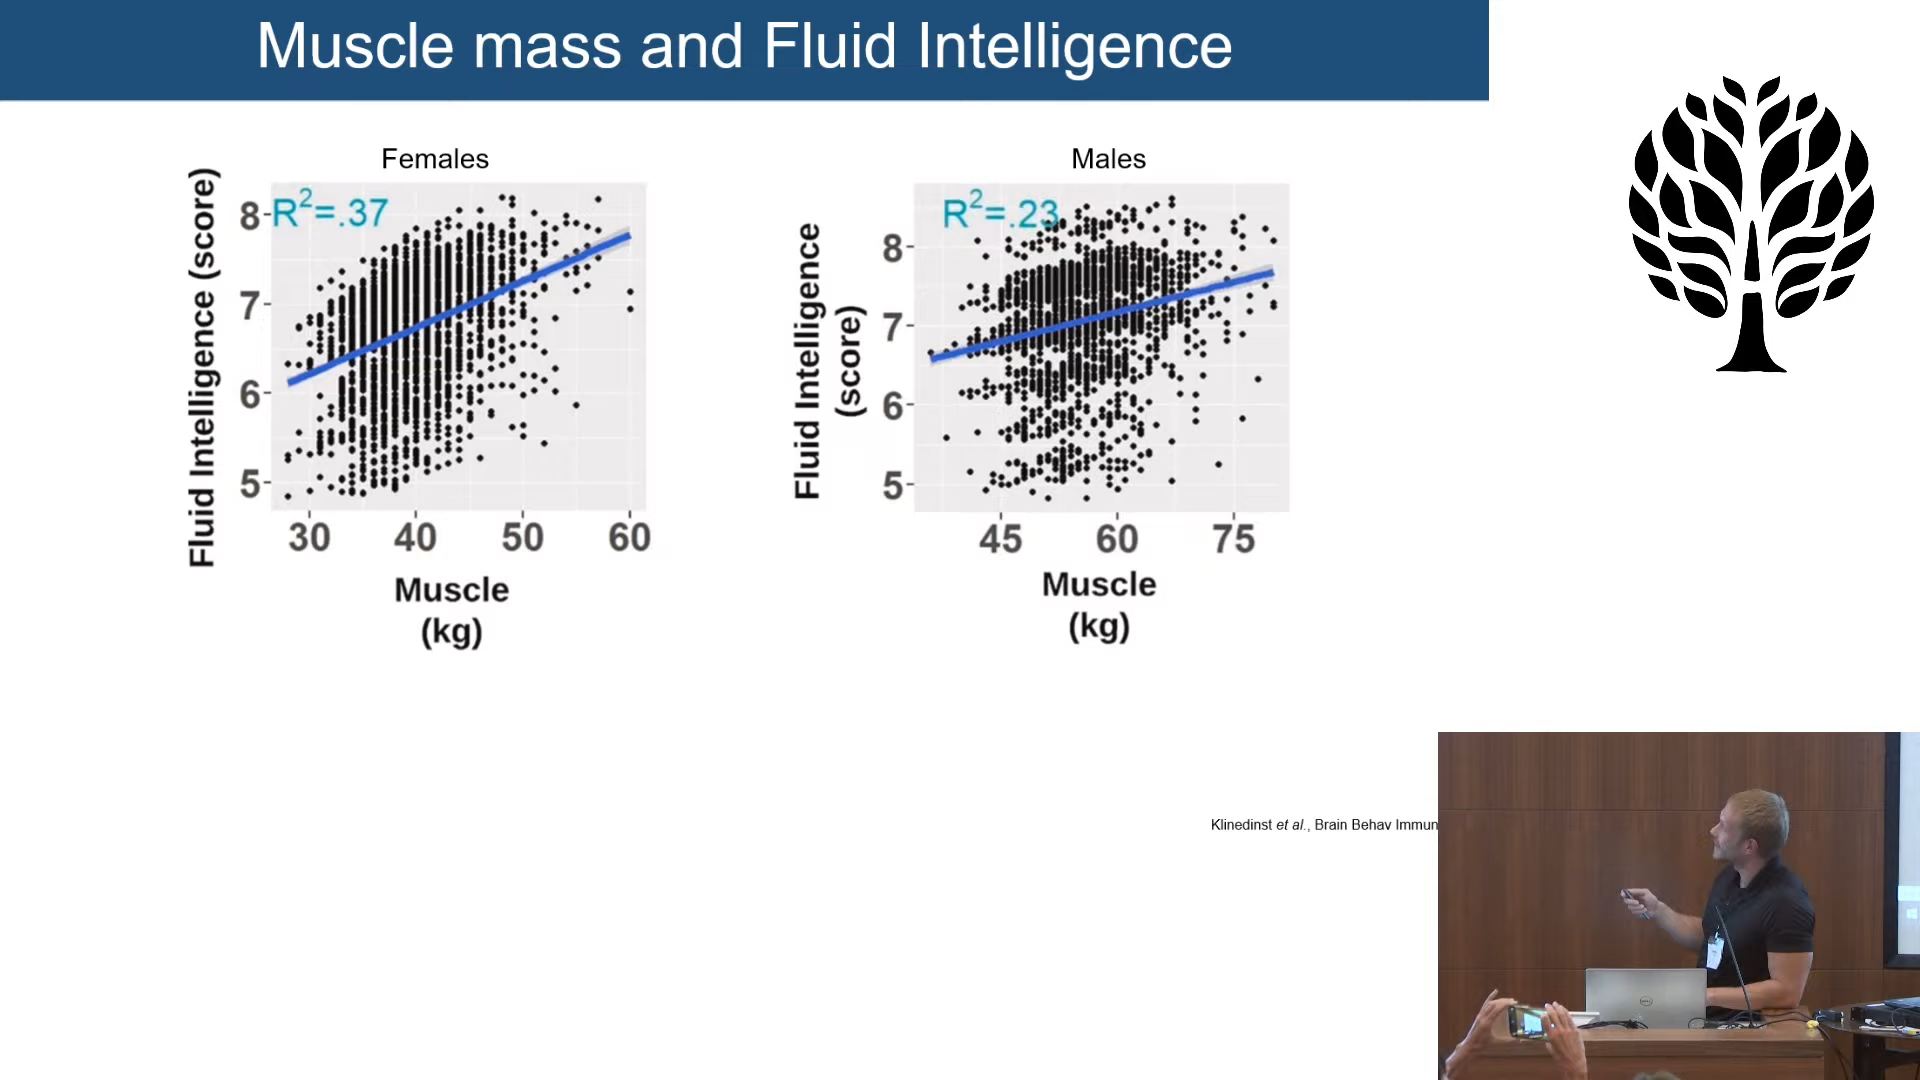 Muscle mass and Fluid Intelligence
Females
R²=.37
Fluid Intelligence (score)
8
7
6
5
30 40 50 60
Muscle
(kg)
Males
R²=.23
Fluid Intelligence
(score)
8
7
6
5
45 60 75
Muscle
(kg)
Klinedinst et al., Brain Behav Immun
DELL